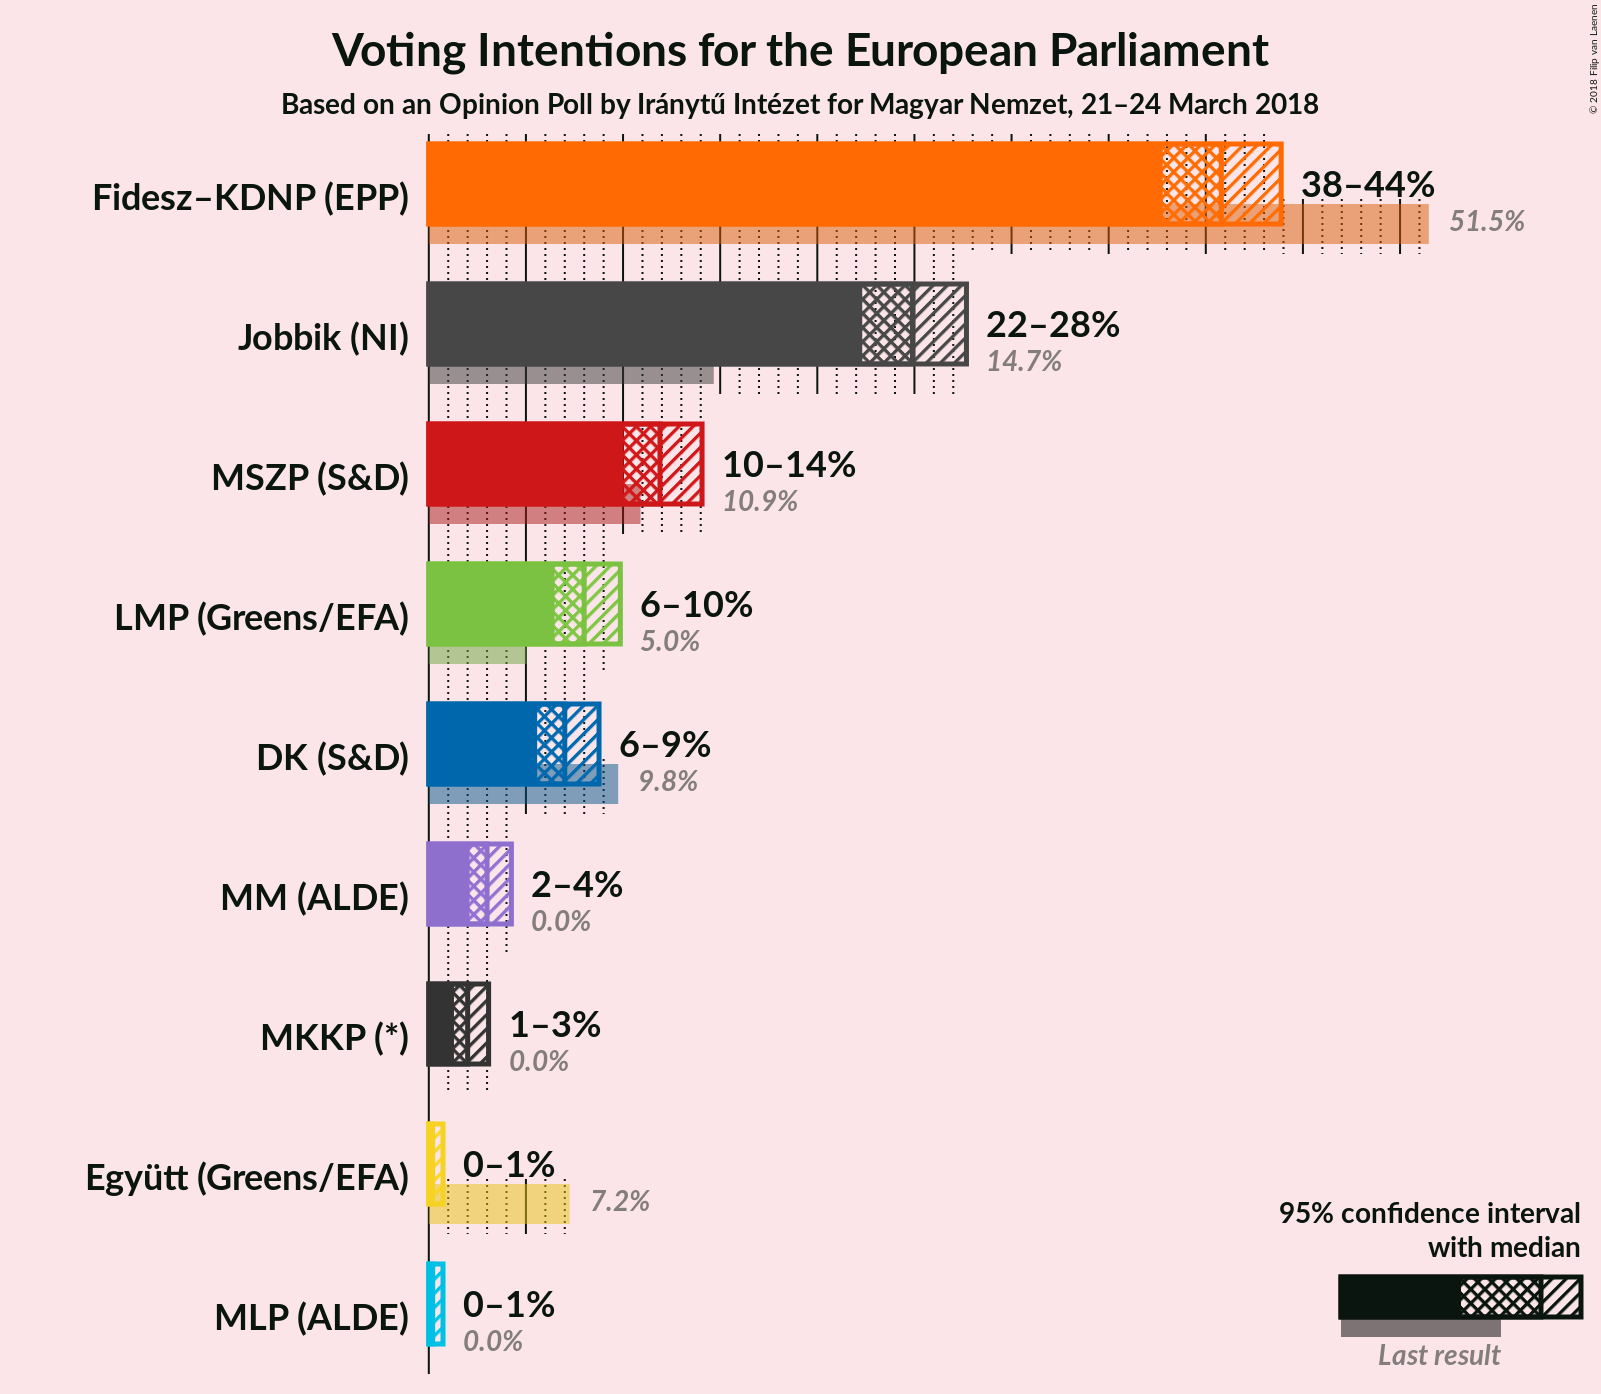 Voting Intentions for the European Parliament
Based on an Opinion Poll by Iránytű Intézet for Magyar Nemzet, 21–24 March 2018
© 2018 Filip van Laenen
Fidesz–KDNP (EPP)
38–44%
51.5%
Jobbik (NI)
22–28%
14.7%
MSZP (S&D)
10–14%
10.9%
LMP (Greens/EFA)
6–10%
5.0%
DK (S&D)
6–9%
9.8%
MM (ALDE)
2–4%
0.0%
MKKP (*)
1–3%
0.0%
Együtt (Greens/EFA)
0–1%
7.2%
MLP (ALDE)
0–1%
0.0%
95% confidence interval
with median
Last result